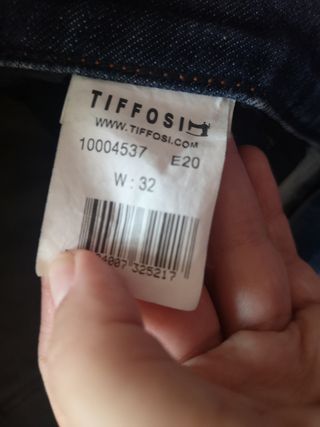 TIFFOSI
WWW.TIFFOSI.COM
10004537 E20
W: 32
4007 325217